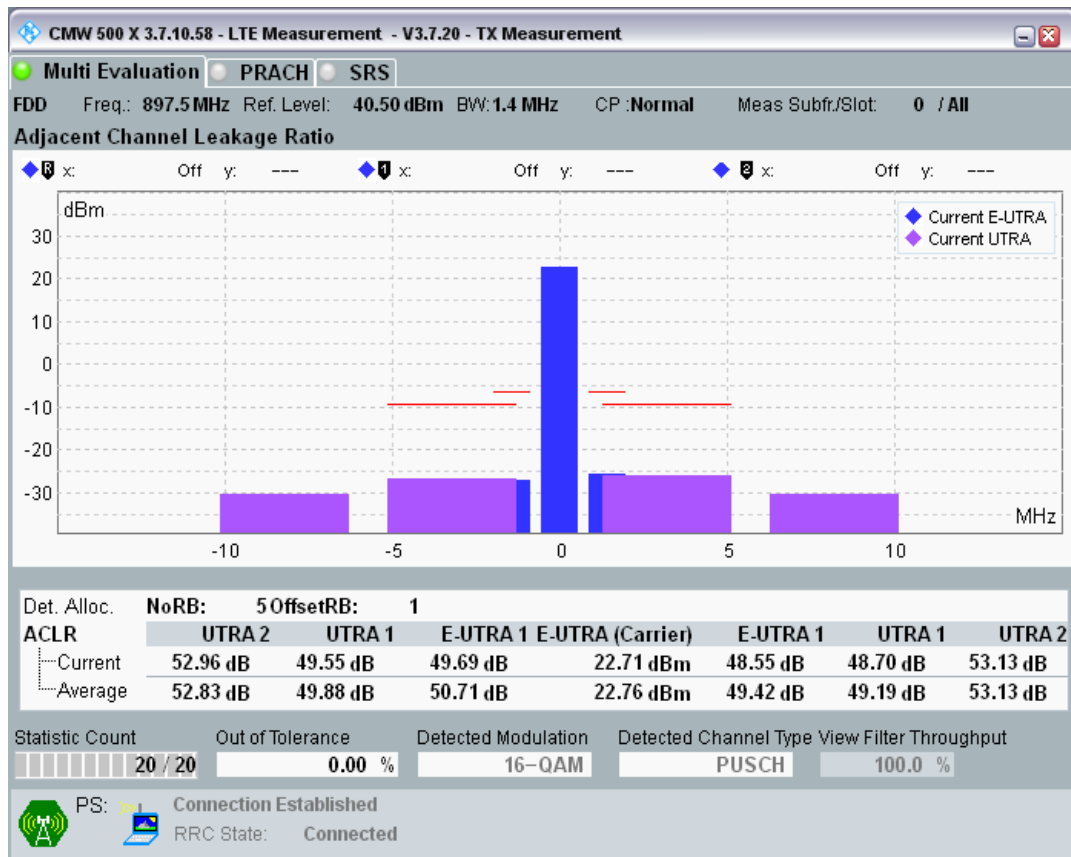 CMW 500 X 3.7.10.58 - LTE Measurement - V3.7.20 - TX Measurement
Multi Evaluation PRACH SRS
FDD Freq.: 897.5 MHz Ref. Level: 40.50 dBm BW: 1.4 MHz CP :Normal Meas Subfr./Slot: 0 / All
Adjacent Channel Leakage Ratio
R x: Off y: --- 1 x: Off y: --- 2 x: Off y: ---
dBm
Current E-UTRA
Current UTRA
30
20
10
0
-10
-20
-30
MHz
-10 -5 0 5 10
Det. Alloc. NoRB: 5 OffsetRB: 1
ACLR UTRA 2 UTRA 1 E-UTRA 1 E-UTRA (Carrier) E-UTRA 1 UTRA 1 UTRA 2
Current 52.96 dB 49.55 dB 49.69 dB 22.71 dBm 48.55 dB 48.70 dB 53.13 dB
Average 52.83 dB 49.88 dB 50.71 dB 22.76 dBm 49.42 dB 49.19 dB 53.13 dB
Statistic Count Out of Tolerance Detected Modulation Detected Channel Type View Filter Throughput
20 / 20 0.00 % 16-QAM PUSCH 100.0 %
PS: Connection Established
RRC State: Connected